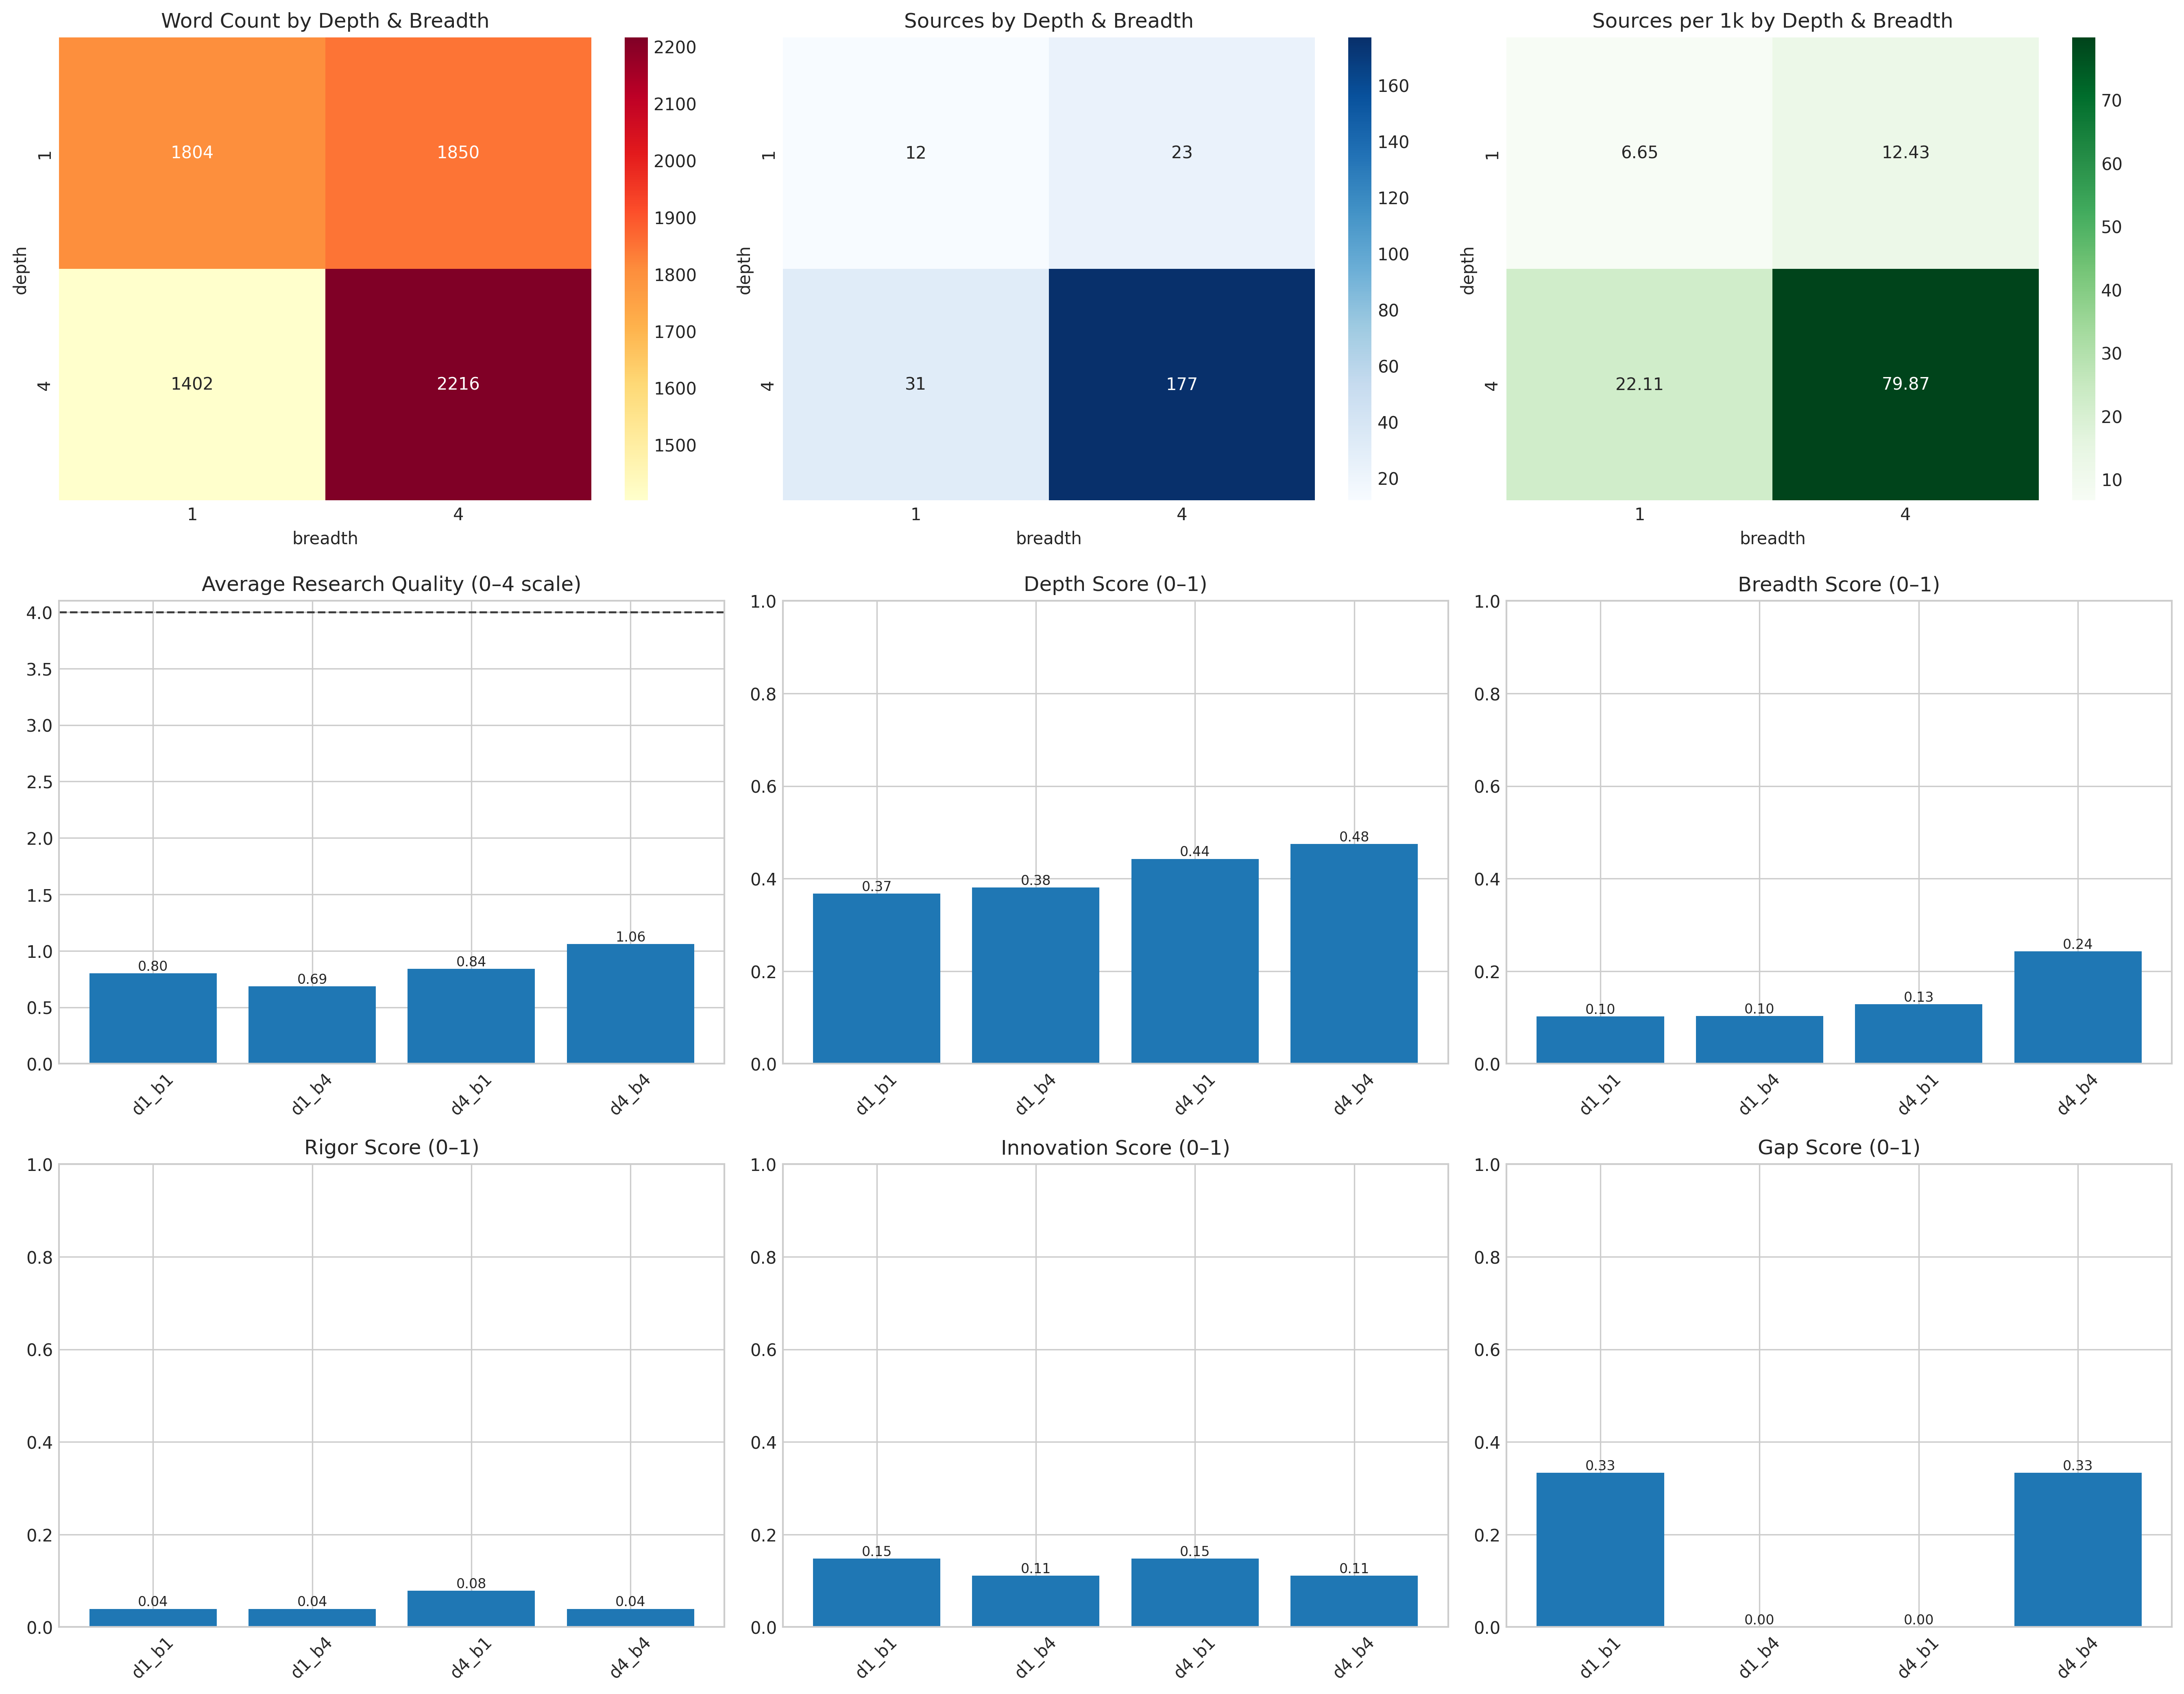 Word Count by Depth & Breadth
1804 1850
1402 2216
1
4
depth
1 4
breadth
2200
2100
2000
1900
1800
1700
1600
1500
Sources by Depth & Breadth
12 23
31 177
1
4
depth
1 4
breadth
160
140
120
100
80
60
40
20
Sources per 1k by Depth & Breadth
6.65 12.43
22.11 79.87
1
4
depth
1 4
breadth
70
60
50
40
30
20
10
Average Research Quality (0–4 scale)
4.0
3.5
3.0
2.5
2.0
1.5
1.0
0.5
0.0
0.80 0.69 0.84 1.06
d1_b1 d1_b4 d4_b1 d4_b4
Depth Score (0–1)
1.0
0.8
0.6
0.4
0.2
0.0
0.37 0.38 0.44 0.48
d1_b1 d1_b4 d4_b1 d4_b4
Breadth Score (0–1)
1.0
0.8
0.6
0.4
0.2
0.0
0.10 0.10 0.13 0.24
d1_b1 d1_b4 d4_b1 d4_b4
Rigor Score (0–1)
1.0
0.8
0.6
0.4
0.2
0.0
0.04 0.04 0.08 0.04
d1_b1 d1_b4 d4_b1 d4_b4
Innovation Score (0–1)
1.0
0.8
0.6
0.4
0.2
0.0
0.15 0.11 0.15 0.11
d1_b1 d1_b4 d4_b1 d4_b4
Gap Score (0–1)
1.0
0.8
0.6
0.4
0.2
0.0
0.33 0.00 0.00 0.33
d1_b1 d1_b4 d4_b1 d4_b4